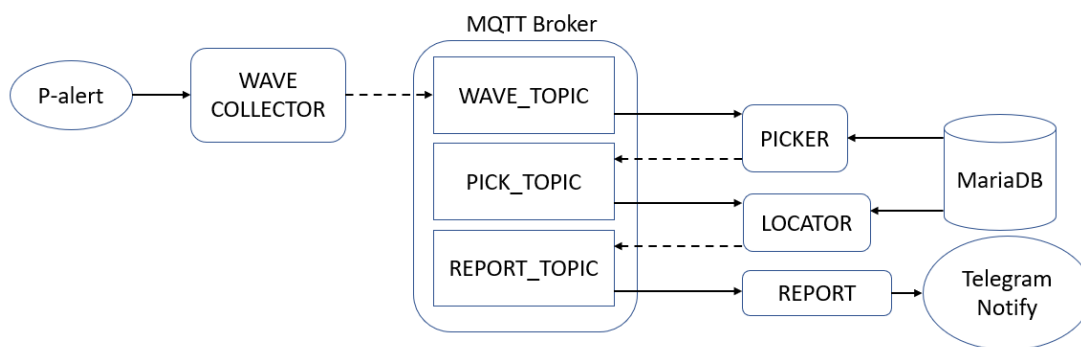 MQTT Broker
P-alert
WAVE
COLLECTOR
WAVE_TOPIC
PICK_TOPIC
REPORT_TOPIC
PICKER
LOCATOR
REPORT
MariaDB
Telegram
Notify